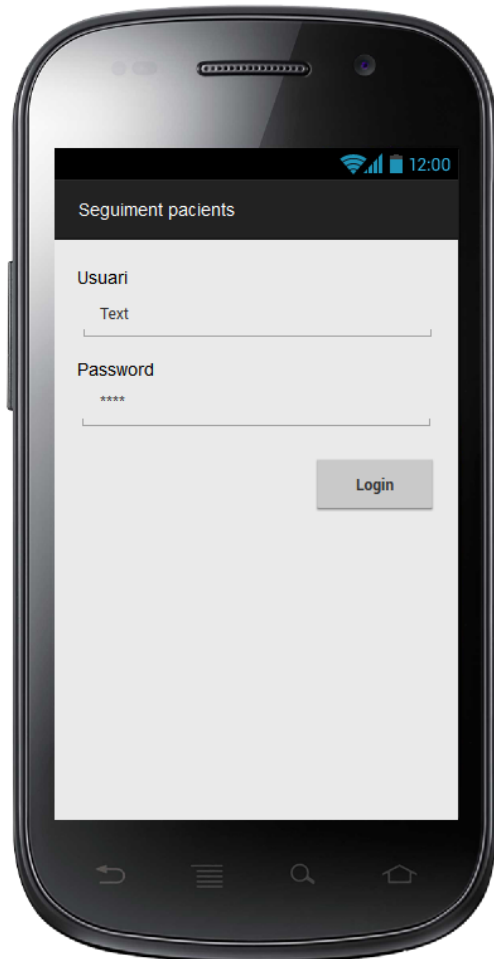 12:00
Seguiment pacients
Usuari
Text
Password
****
Login